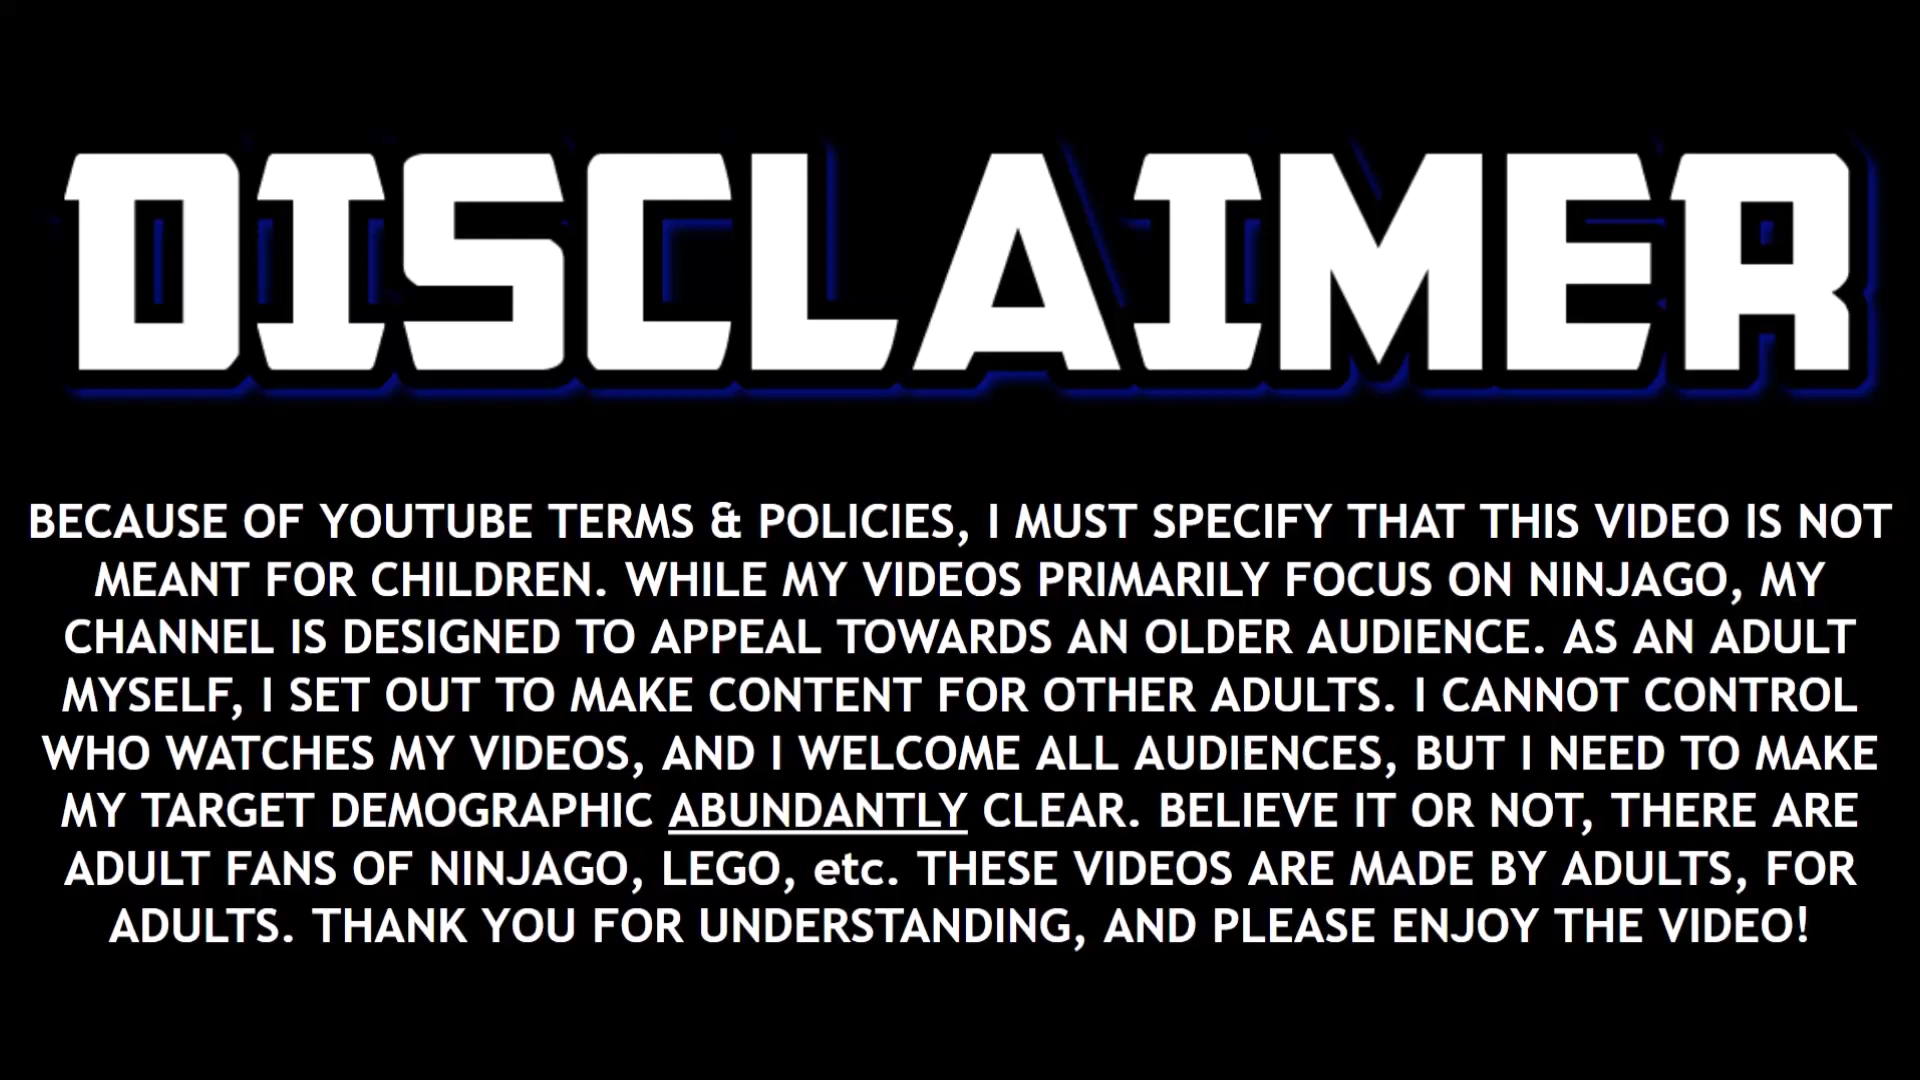 DISCLAIMER
BECAUSE OF YOUTUBE TERMS & POLICIES, I MUST SPECIFY THAT THIS VIDEO IS NOT
MEANT FOR CHILDREN. WHILE MY VIDEOS PRIMARILY FOCUS ON NINJAGO, MY
CHANNEL IS DESIGNED TO APPEAL TOWARDS AN OLDER AUDIENCE. AS AN ADULT
MYSELF, I SET OUT TO MAKE CONTENT FOR OTHER ADULTS. I CANNOT CONTROL
WHO WATCHES MY VIDEOS, AND I WELCOME ALL AUDIENCES, BUT I NEED TO MAKE
MY TARGET DEMOGRAPHIC ABUNDANTLY CLEAR. BELIEVE IT OR NOT, THERE ARE
ADULT FANS OF NINJAGO, LEGO, etc. THESE VIDEOS ARE MADE BY ADULTS, FOR
ADULTS. THANK YOU FOR UNDERSTANDING, AND PLEASE ENJOY THE VIDEO!